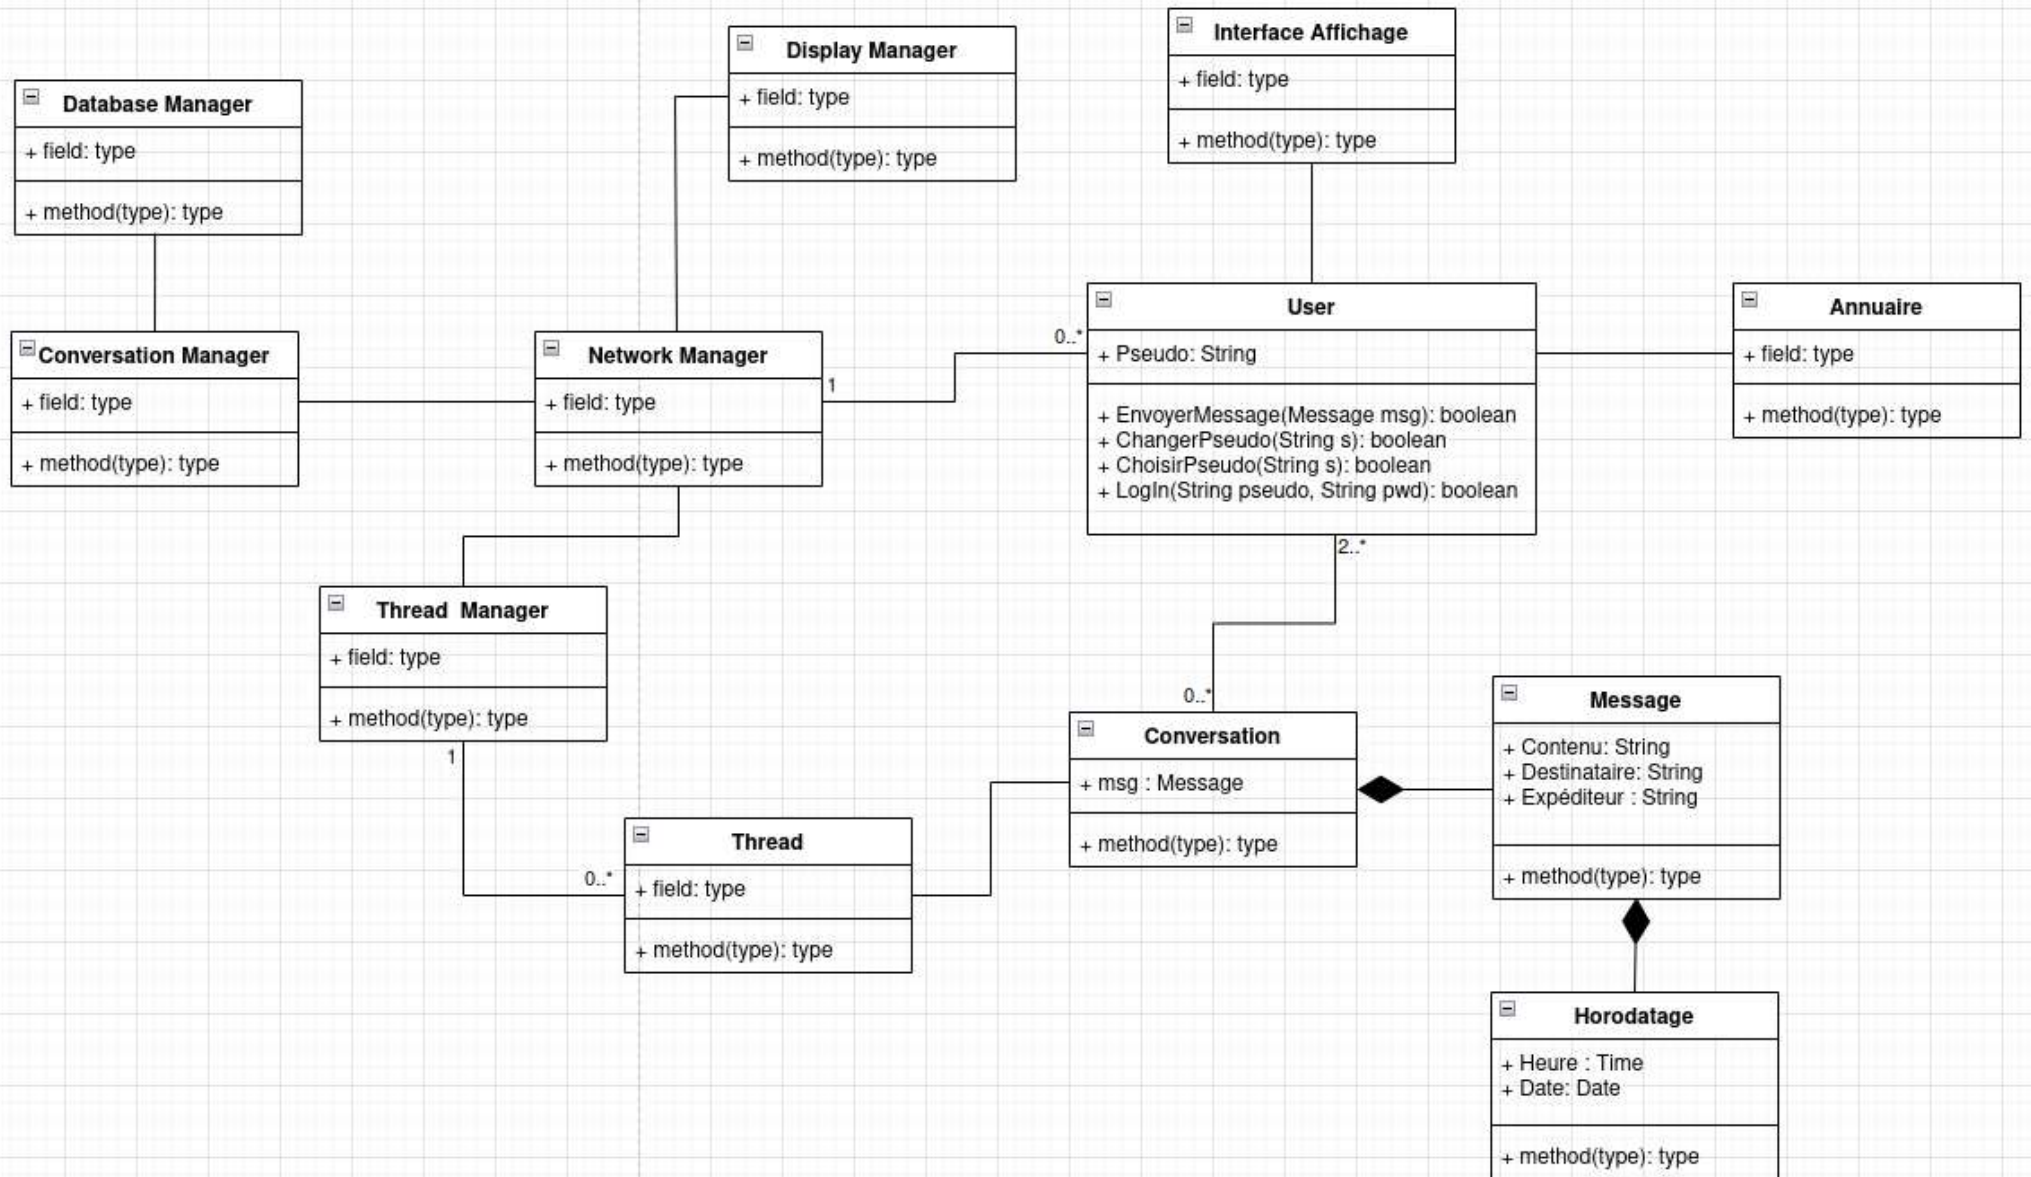 Interface Affichage
+ field: type
+ method(type): type
Display Manager
+ field: type
+ method(type): type
Database Manager
+ field: type
+ method(type): type
Conversation Manager
+ field: type
+ method(type): type
Network Manager
+ field: type
+ method(type): type
1
0..*
User
+ Pseudo: String
+ EnvoyerMessage(Message msg): boolean
+ ChangerPseudo(String s): boolean
+ ChoisirPseudo(String s): boolean
+ LogIn(String pseudo, String pwd): boolean
2..*
Annuaire
+ field: type
+ method(type): type
Thread  Manager
+ field: type
+ method(type): type
1
0..*
Thread
+ field: type
+ method(type): type
0..*
Conversation
+ msg : Message
+ method(type): type
Message
+ Contenu: String
+ Destinataire: String
+ Expéditeur : String
+ method(type): type
Horodatage
+ Heure : Time
+ Date: Date
+ method(type): type